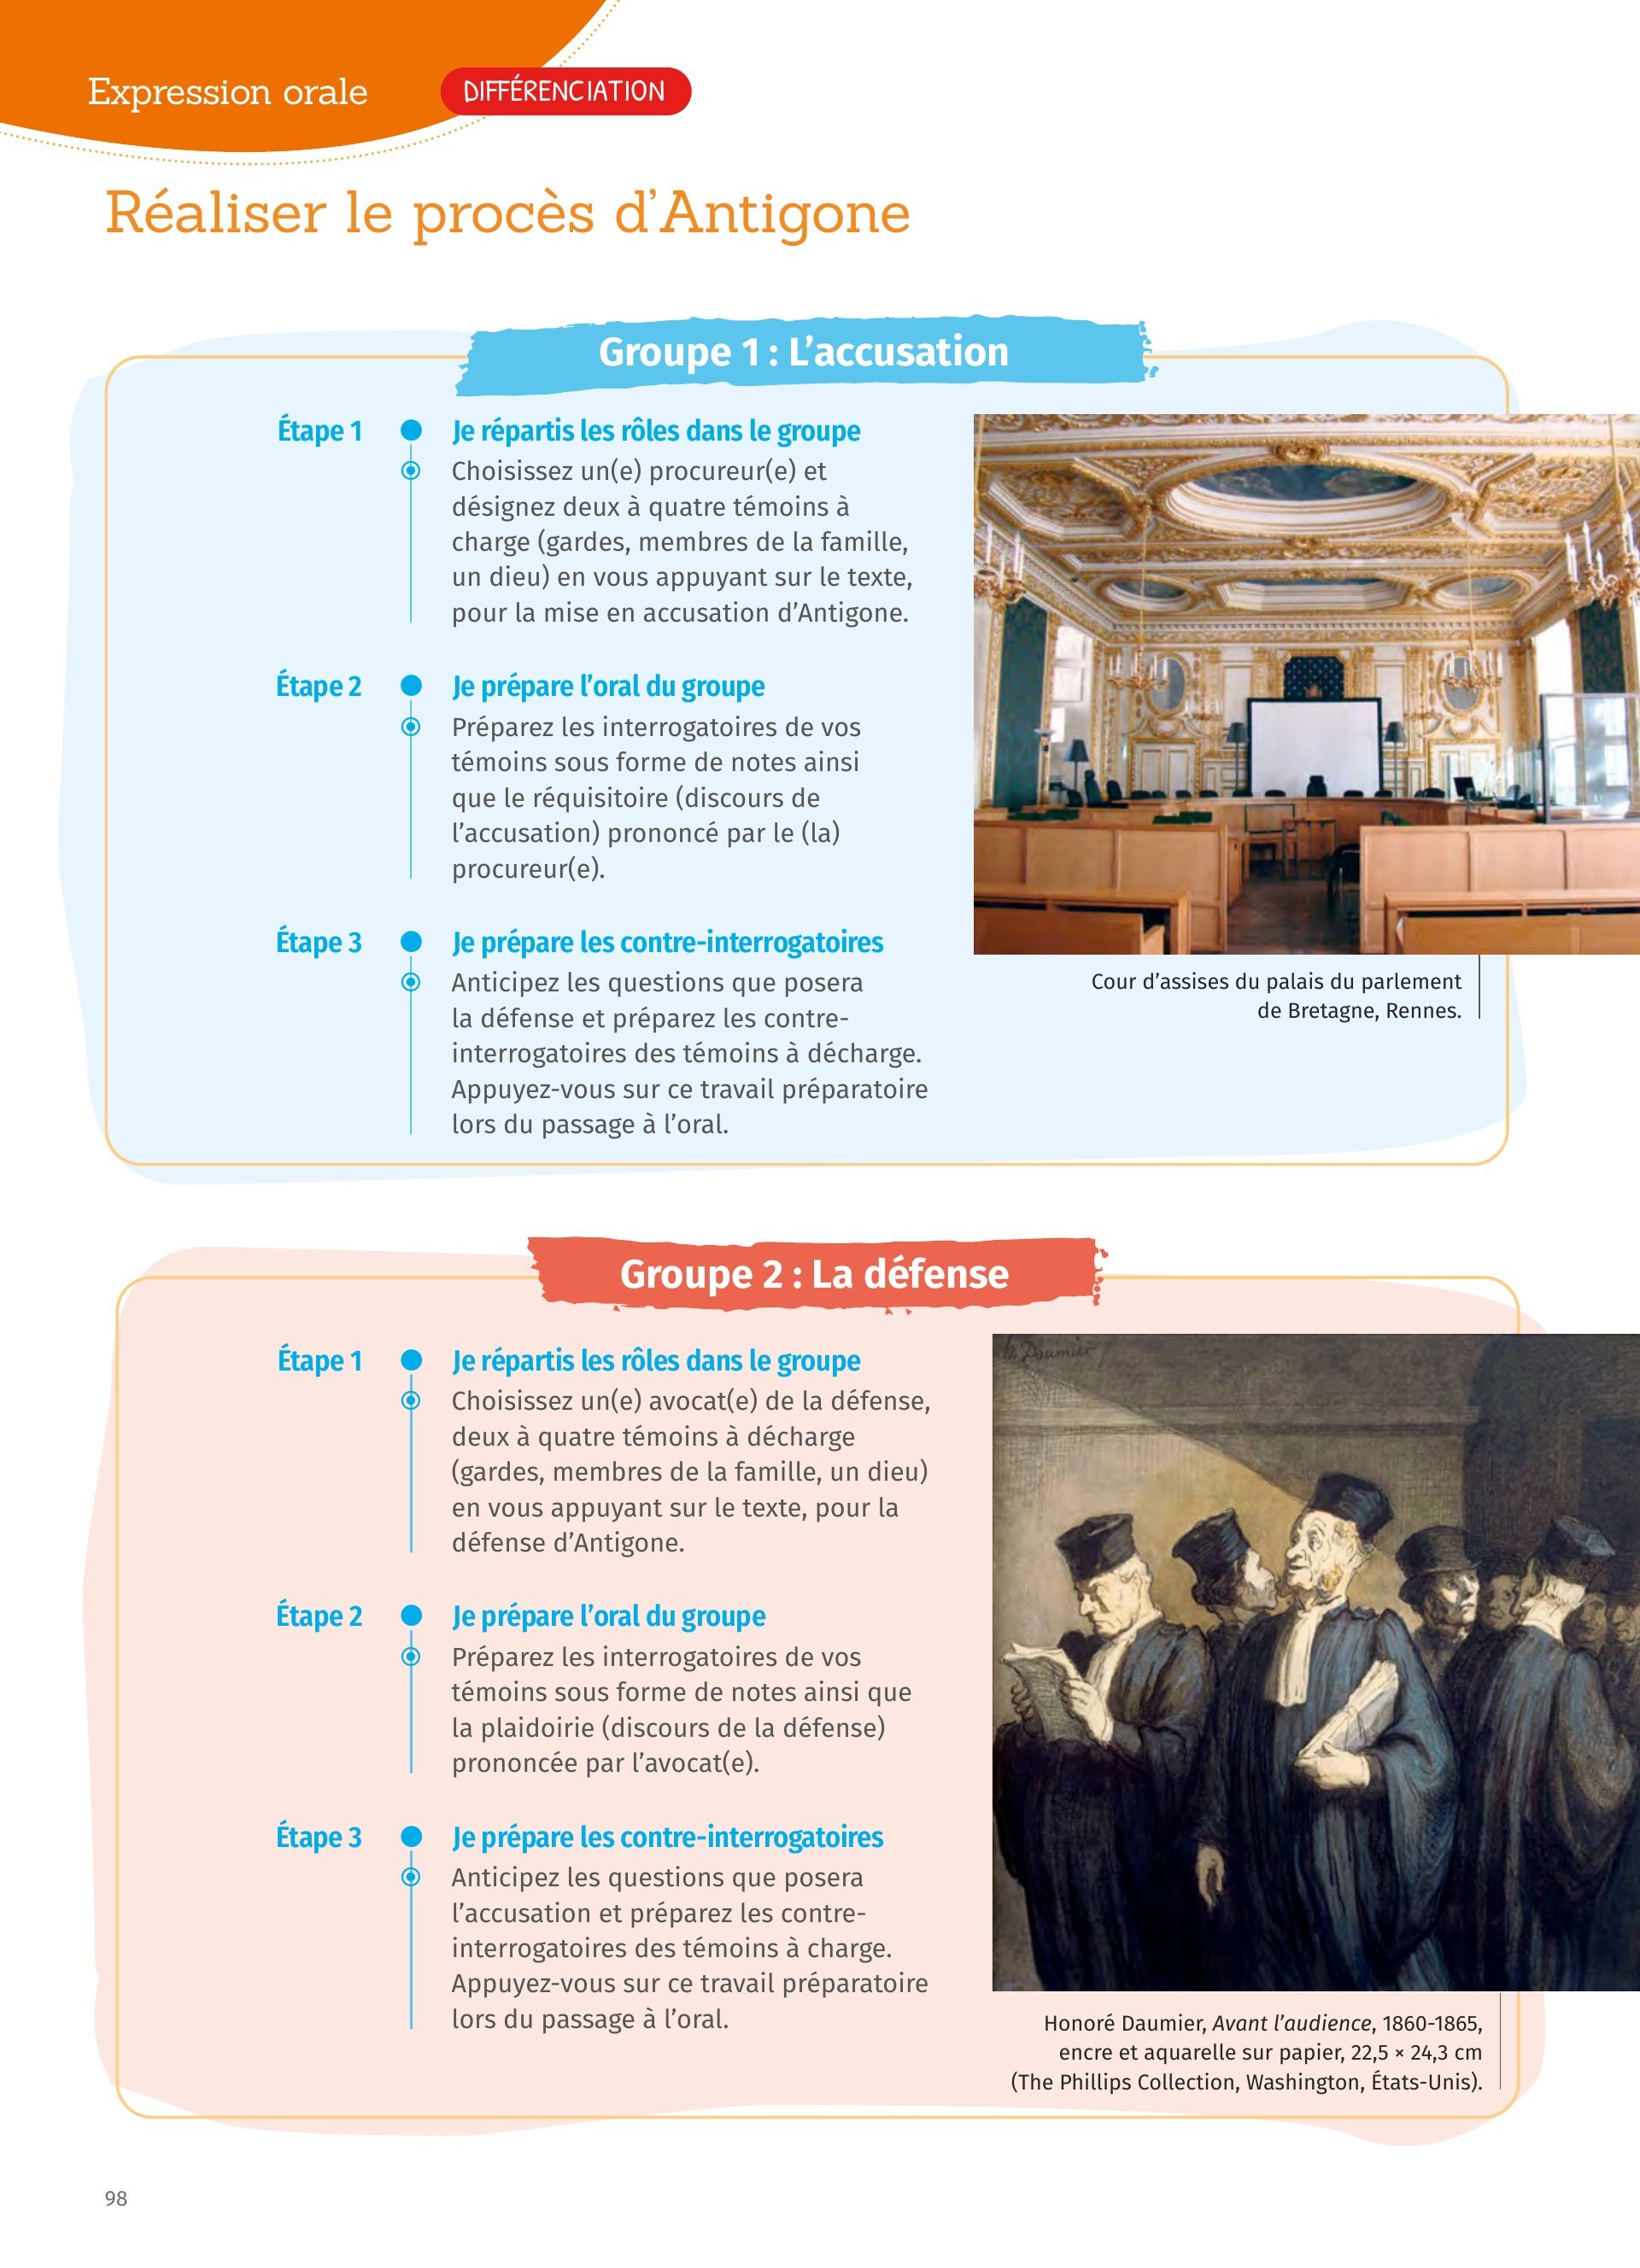 Expression orale
DIFFÉRENCIATION
Réaliser le procès d'Antigone
Groupe 1 : L'accusation
Étape 1
Je répartis les rôles dans le groupe
Choisissez un(e) procureur(e) et
désignez deux à quatre témoins à
charge (gardes, membres de la famille,
un dieu) en vous appuyant sur le texte,
pour la mise en accusation d'Antigone.
Étape 2
Je prépare l'oral du groupe
Préparez les interrogatoires de vos
témoins sous forme de notes ainsi
que le réquisitoire (discours de
l'accusation) prononcé par le (la)
procureur(e).
Étape 3
Je prépare les contre-interrogatoires
Anticipez les questions que posera
la défense et préparez les contre-
interrogatoires des témoins à décharge.
Appuyez-vous sur ce travail préparatoire
lors du passage à l'oral.
Cour d'assises du palais du parlement
de Bretagne, Rennes.
Groupe 2 : La défense
Étape 1
Je répartis les rôles dans le groupe
Choisissez un(e) avocat(e) de la défense,
deux à quatre témoins à décharge
(gardes, membres de la famille, un dieu)
en vous appuyant sur le texte, pour la
défense d'Antigone.
Étape 2
Je prépare l'oral du groupe
Préparez les interrogatoires de vos
témoins sous forme de notes ainsi que
la plaidoirie (discours de la défense)
prononcée par l'avocat(e).
Étape 3
Je prépare les contre-interrogatoires
Anticipez les questions que posera
l'accusation et préparez les contre-
interrogatoires des témoins à charge.
Appuyez-vous sur ce travail préparatoire
lors du passage à l'oral.
h. Daumier
Honoré Daumier, Avant l'audience, 1860-1865,
encre et aquarelle sur papier, 22,5 × 24,3 cm
(The Phillips Collection, Washington, États-Unis).
98